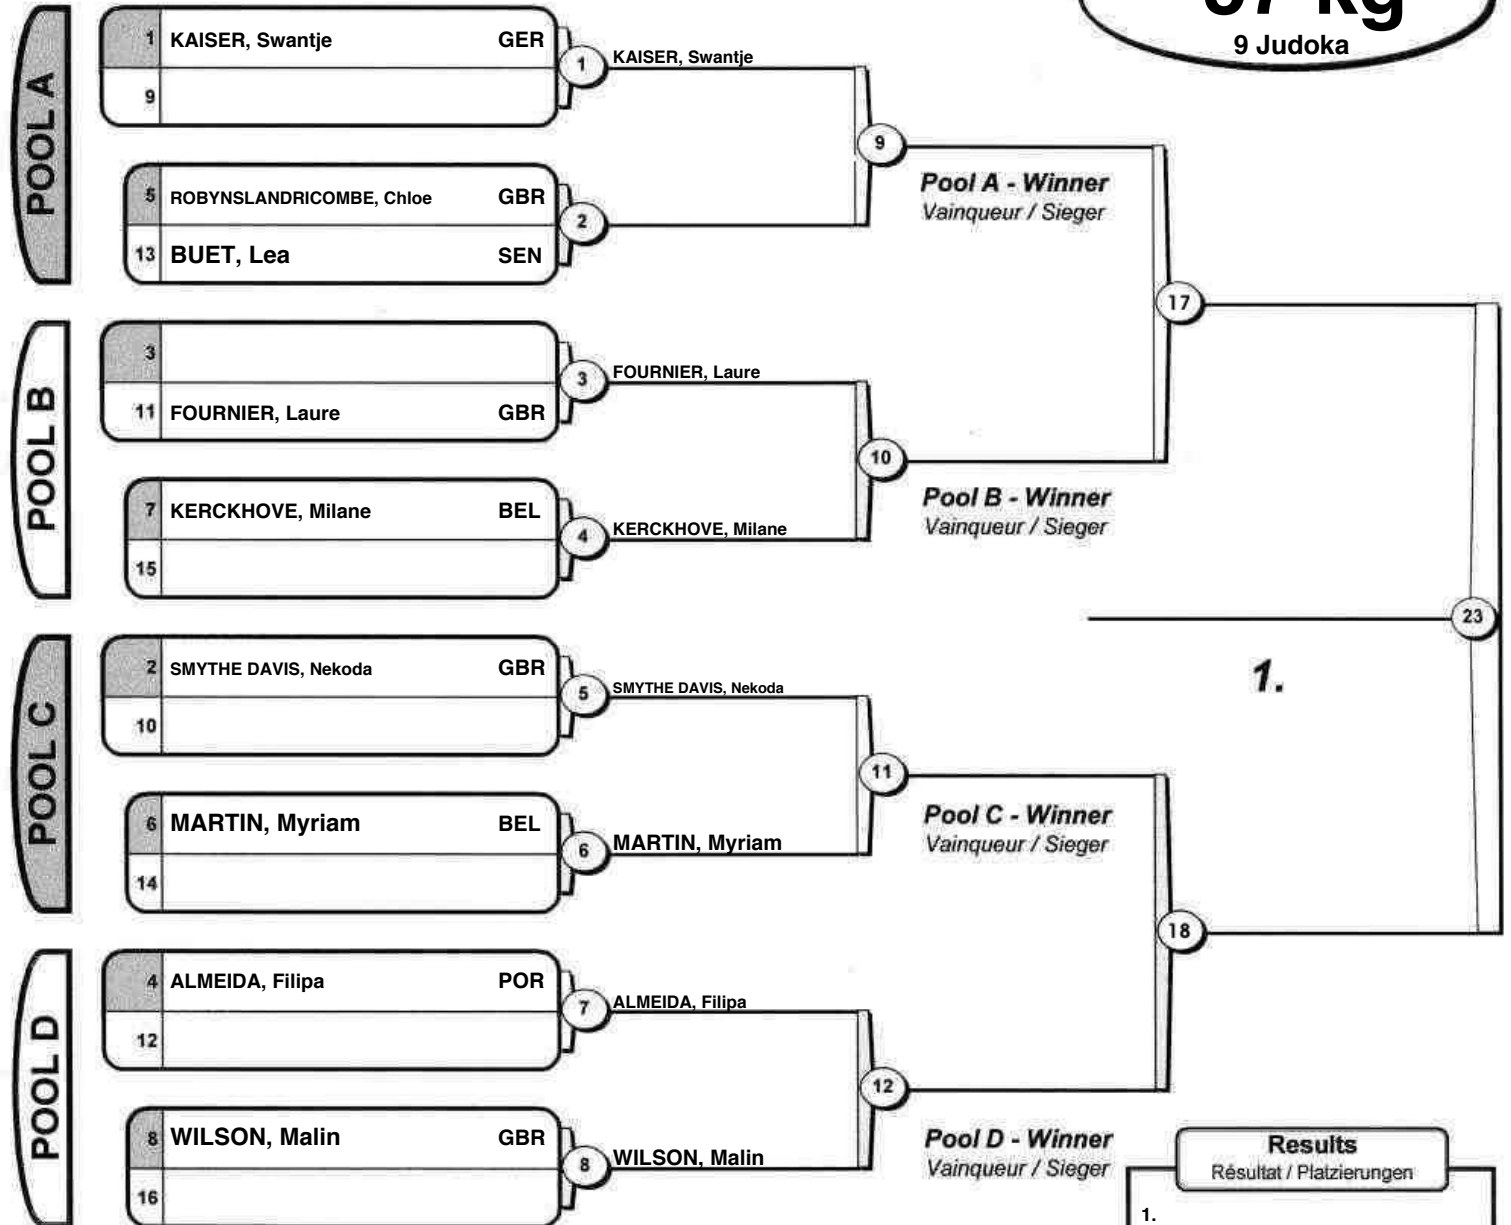 9 Judoka
POOL A
1 KAISER, Swantje GER
9
1 KAISER, Swantje
5 ROBYNSLANDRICOMBE, Chloe GBR
13 BUET, Lea SEN
2
9
Pool A - Winner
Vainqueur / Sieger
17
POOL B
3
11 FOURNIER, Laure GBR
3 FOURNIER, Laure
7 KERCKHOVE, Milane BEL
15
4 KERCKHOVE, Milane
10
Pool B - Winner
Vainqueur / Sieger
23
1.
POOL C
2 SMYTHE DAVIS, Nekoda GBR
10
5 SMYTHE DAVIS, Nekoda
6 MARTIN, Myriam BEL
14
6 MARTIN, Myriam
11
Pool C - Winner
Vainqueur / Sieger
18
POOL D
4 ALMEIDA, Filipa POR
12
7 ALMEIDA, Filipa
8 WILSON, Malin GBR
16
8 WILSON, Malin
12
Pool D - Winner
Vainqueur / Sieger
Results
Résultat / Platzierungen
1.